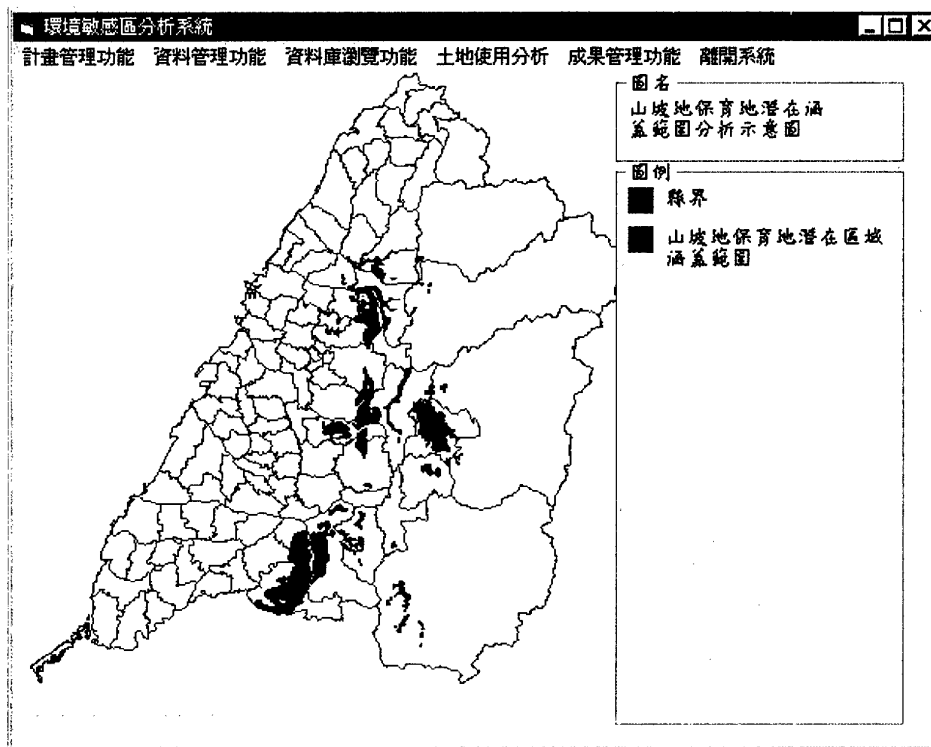 環境敏感區分析系統
計畫管理功能 資料管理功能 資料庫瀏覽功能 土地使用分析 成果管理功能 離開系統
圖名
山坡地保育地潛在涵
蓋範圍分析示意圖
圖例
縣界
山坡地保育地潛在區域
涵蓋範圍